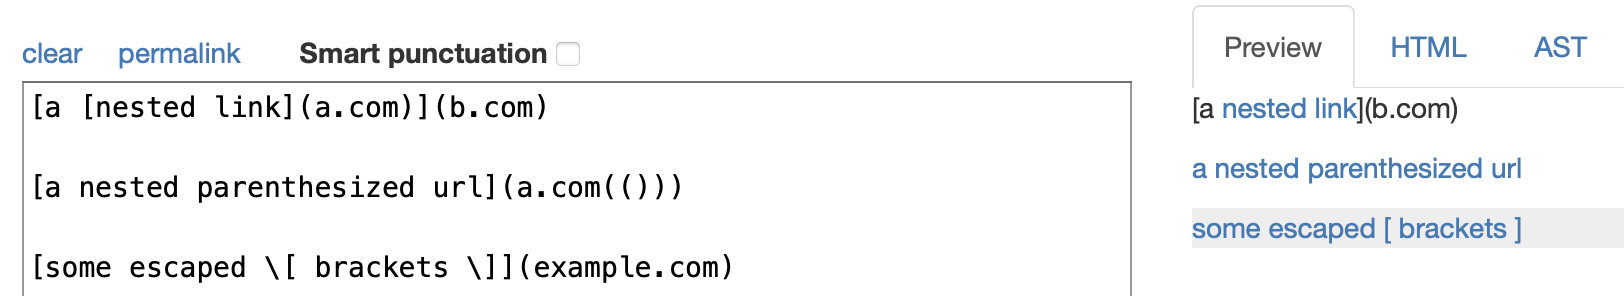 clear permalink Smart punctuation
Preview HTML AST
[a [nested link](a.com)](b.com)
[a nested parenthesized url](a.com(()))
[some escaped \[ brackets \]](example.com)
[a nested link](b.com)
a nested parenthesized url
some escaped [ brackets ]